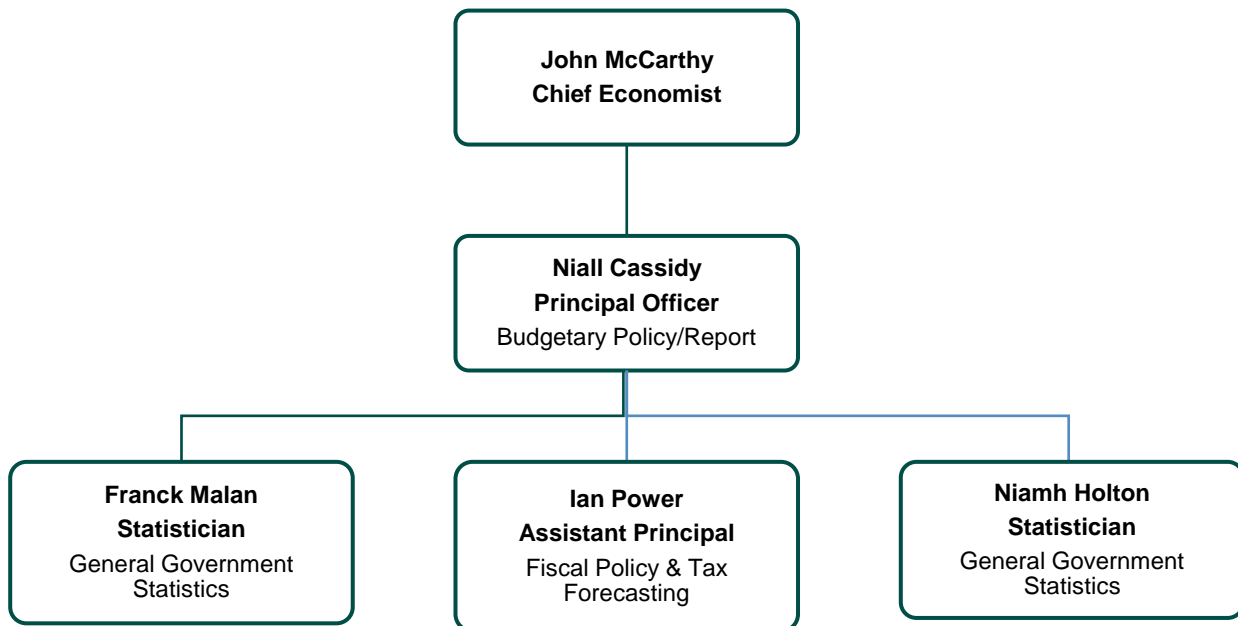 John McCarthy
Chief Economist
Niall Cassidy
Principal Officer
Budgetary Policy/Report
Franck Malan
Statistician
General Government
Statistics
Ian Power
Assistant Principal
Fiscal Policy & Tax
Forecasting
Niamh Holton
Statistician
General Government
Statistics